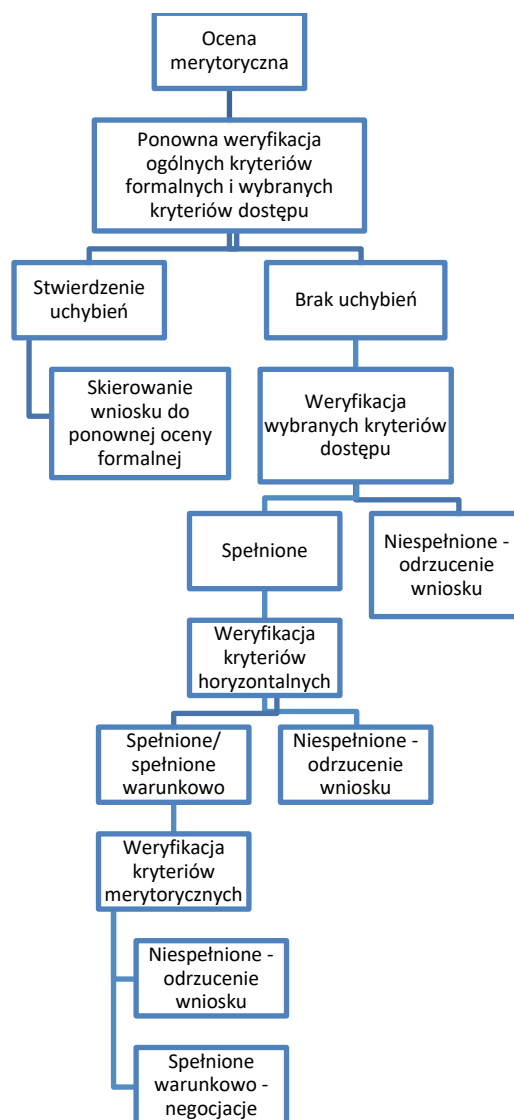 Ocena
merytoryczna
Ponowna weryfikacja
ogólnych kryteriów
formalnych i wybranych
kryteriów dostępu
Stwierdzenie
uchybień
Brak uchybień
Skierowanie
wniosku do
ponownej oceny
formalnej
Weryfikacja
wybranych kryteriów
dostępu
Spełnione
Niespełnione -
odrzucenie
wniosku
Weryfikacja
kryteriów
horyzontalnych
Spełnione/
spełnione
warunkowo
Niespełnione -
odrzucenie
wniosku
Weryfikacja
kryteriów
merytorycznych
Niespełnione -
odrzucenie
wniosku
Spełnione
warunkowo -
negocjacje